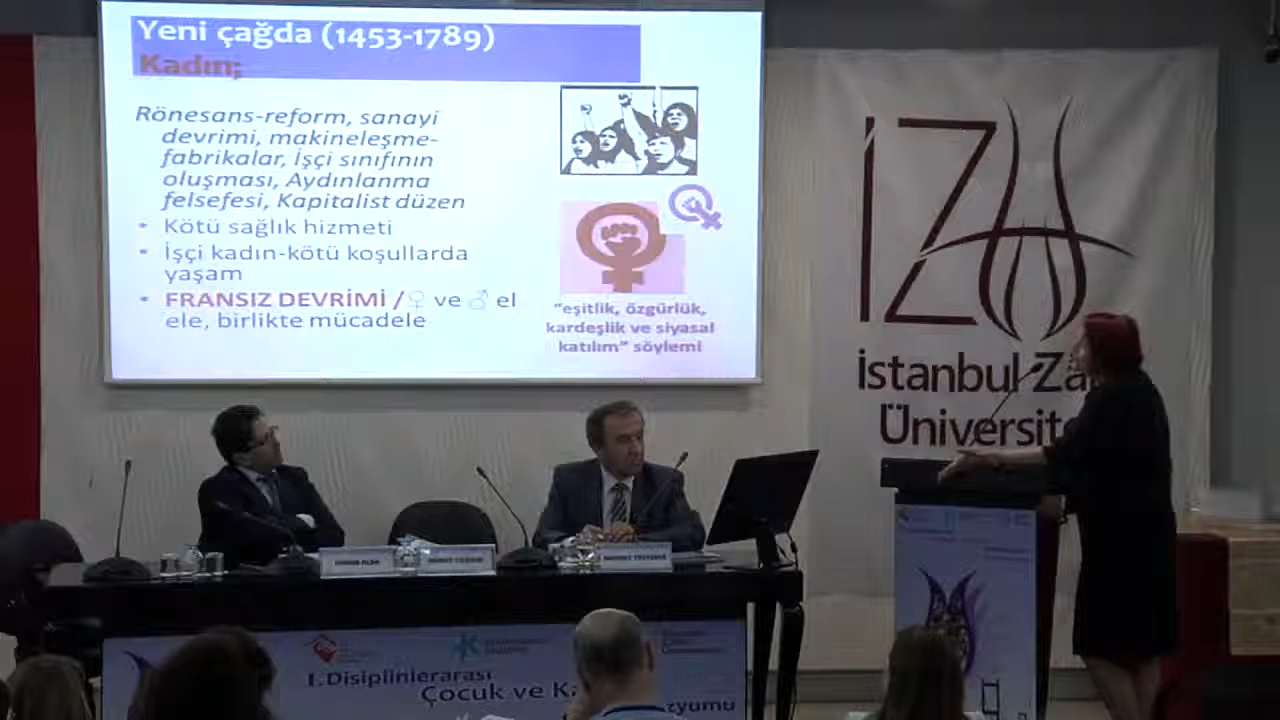 Yeni çağda (1453-1789)
Kadın;
Rönesans-reform, sanayi
devrimi, makineleşme-
fabrikalar, İşçi sınıfının
oluşması, Aydınlanma
felsefesi, Kapitalist düzen
• Kötü sağlık hizmeti
• İşçi kadın-kötü koşullarda
yaşam
• FRANSIZ DEVRİMİ /♀ ve ♂ el
ele, birlikte mücadele
"eşitlik, özgürlük,
kardeşlik ve siyasal
katılım" söylemi
İZÜ
İstanbul Za
Üniversite
I. Disiplinlerarası
Çocuk ve Ka
zyumu